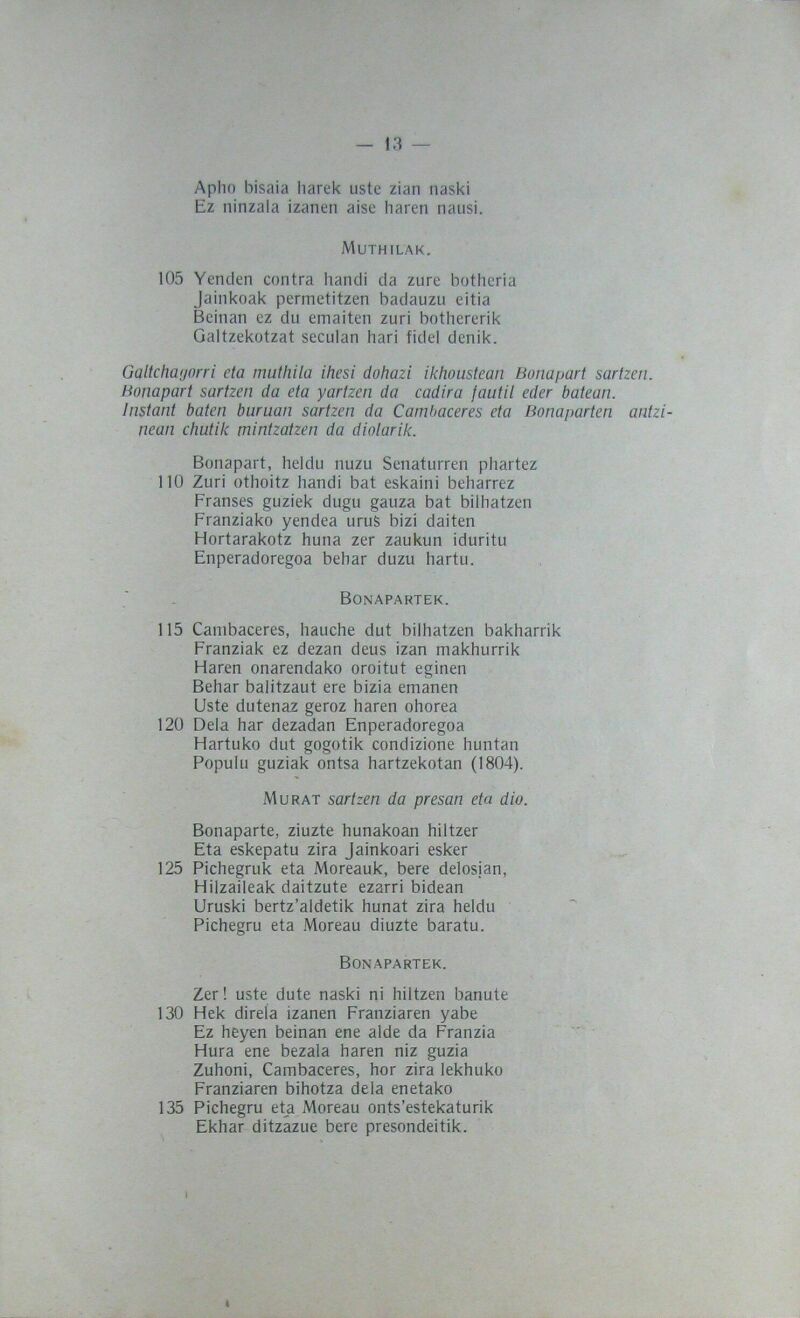 — 13 —
Apho bisaia harek uste zian naski
Ez ninzala izanen aise haren nausi.
MUTHILAK.
105 Yenden contra handi da zure botheria
Jainkoak permetitzen badauzu eitia
Beinan ez du emaiten zuri bothererik
Galtzekotzat seculan hari fidel denik.
Galtchagorri eta muthila ihesi dohazi ikhoustean Bonapart sartzen.
Bonapart sartzen da eta yartzen da cadira fautil eder batean.
Instant baten buruan sartzen da Cambaceres eta Bonaparten antzi-
nean chutik mintzatzen da diolarik.
Bonapart, heldu nuzu Senaturren phartez
110 Zuri othoitz handi bat eskaini beharrez
Franses guziek dugu gauza bat bilhatzen
Franziako yendea urus bizi daiten
Hortarakotz huna zer zaukun iduritu
Enperadoregoa behar duzu hartu.
BONAPARTEK.
115 Cambaceres, hauche dut bilhatzen bakharrik
Franziak ez dezan deus izan makhurrik
Haren onarendako oroitut eginen
Behar balitzaut ere bizia emanen
Uste dutenaz geroz haren ohorea
120 Dela har dezadan Enperadoregoa
Hartuko dut gogotik condizione huntan
Populu guziak ontsa hartzekotan (1804).
MURAT sartzen da presan eta dio.
Bonaparte, ziuzte hunakoan hiltzer
Eta eskepatu zira Jainkoari esker
125 Pichegruk eta Moreauk, bere delosian,
Hilzaileak daitzute ezarri bidean
Uruski bertz'aldetik hunat zira heldu
Pichegru eta Moreau diuzte baratu.
BONAPARTEK.
Zer! uste dute naski ni hiltzen banute
130 Hek direla izanen Franziaren yabe
Ez heyen beinan ene alde da Franzia
Hura ene bezala haren niz guzia
Zuhoni, Cambaceres, hor zira lekhuko
Franziaren bihotza dela enetako
135 Pichegru eta Moreau onts'estekaturik
Ekhar ditzazue bere presondeitik.